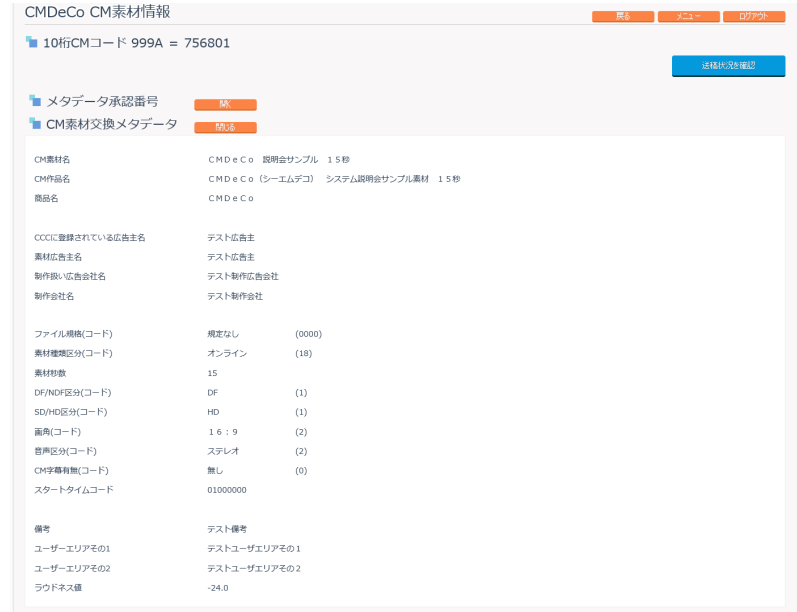 CMDeCo CM素材情報
戻る メニュー ログアウト
10桁CMコード 999A = 756801
送稿状況を確認
メタデータ承認番号 開く
CM素材交換メタデータ 閉じる
CM素材名 ＣＭＤｅＣｏ　説明会サンプル　１５秒
CM作品名 ＣＭＤｅＣｏ（シーエムデコ）　システム説明会サンプル素材　１５秒
商品名 ＣＭＤｅＣｏ
CCCに登録されている広告主名 テスト広告主
素材広告主名 テスト広告主
制作扱い広告会社名 テスト制作広告会社
制作会社名 テスト制作会社
ファイル規格(コード) 規定なし (0000)
素材種類区分(コード) オンライン (18)
素材秒数 15
DF/NDF区分(コード) DF (1)
SD/HD区分(コード) HD (1)
画角(コード) １６：９ (2)
音声区分(コード) ステレオ (2)
CM字幕有無(コード) 無し (0)
スタートタイムコード 01000000
備考 テスト備考
ユーザーエリアその1 テストユーザエリアその１
ユーザーエリアその2 テストユーザエリアその２
ラウドネス値 -24.0